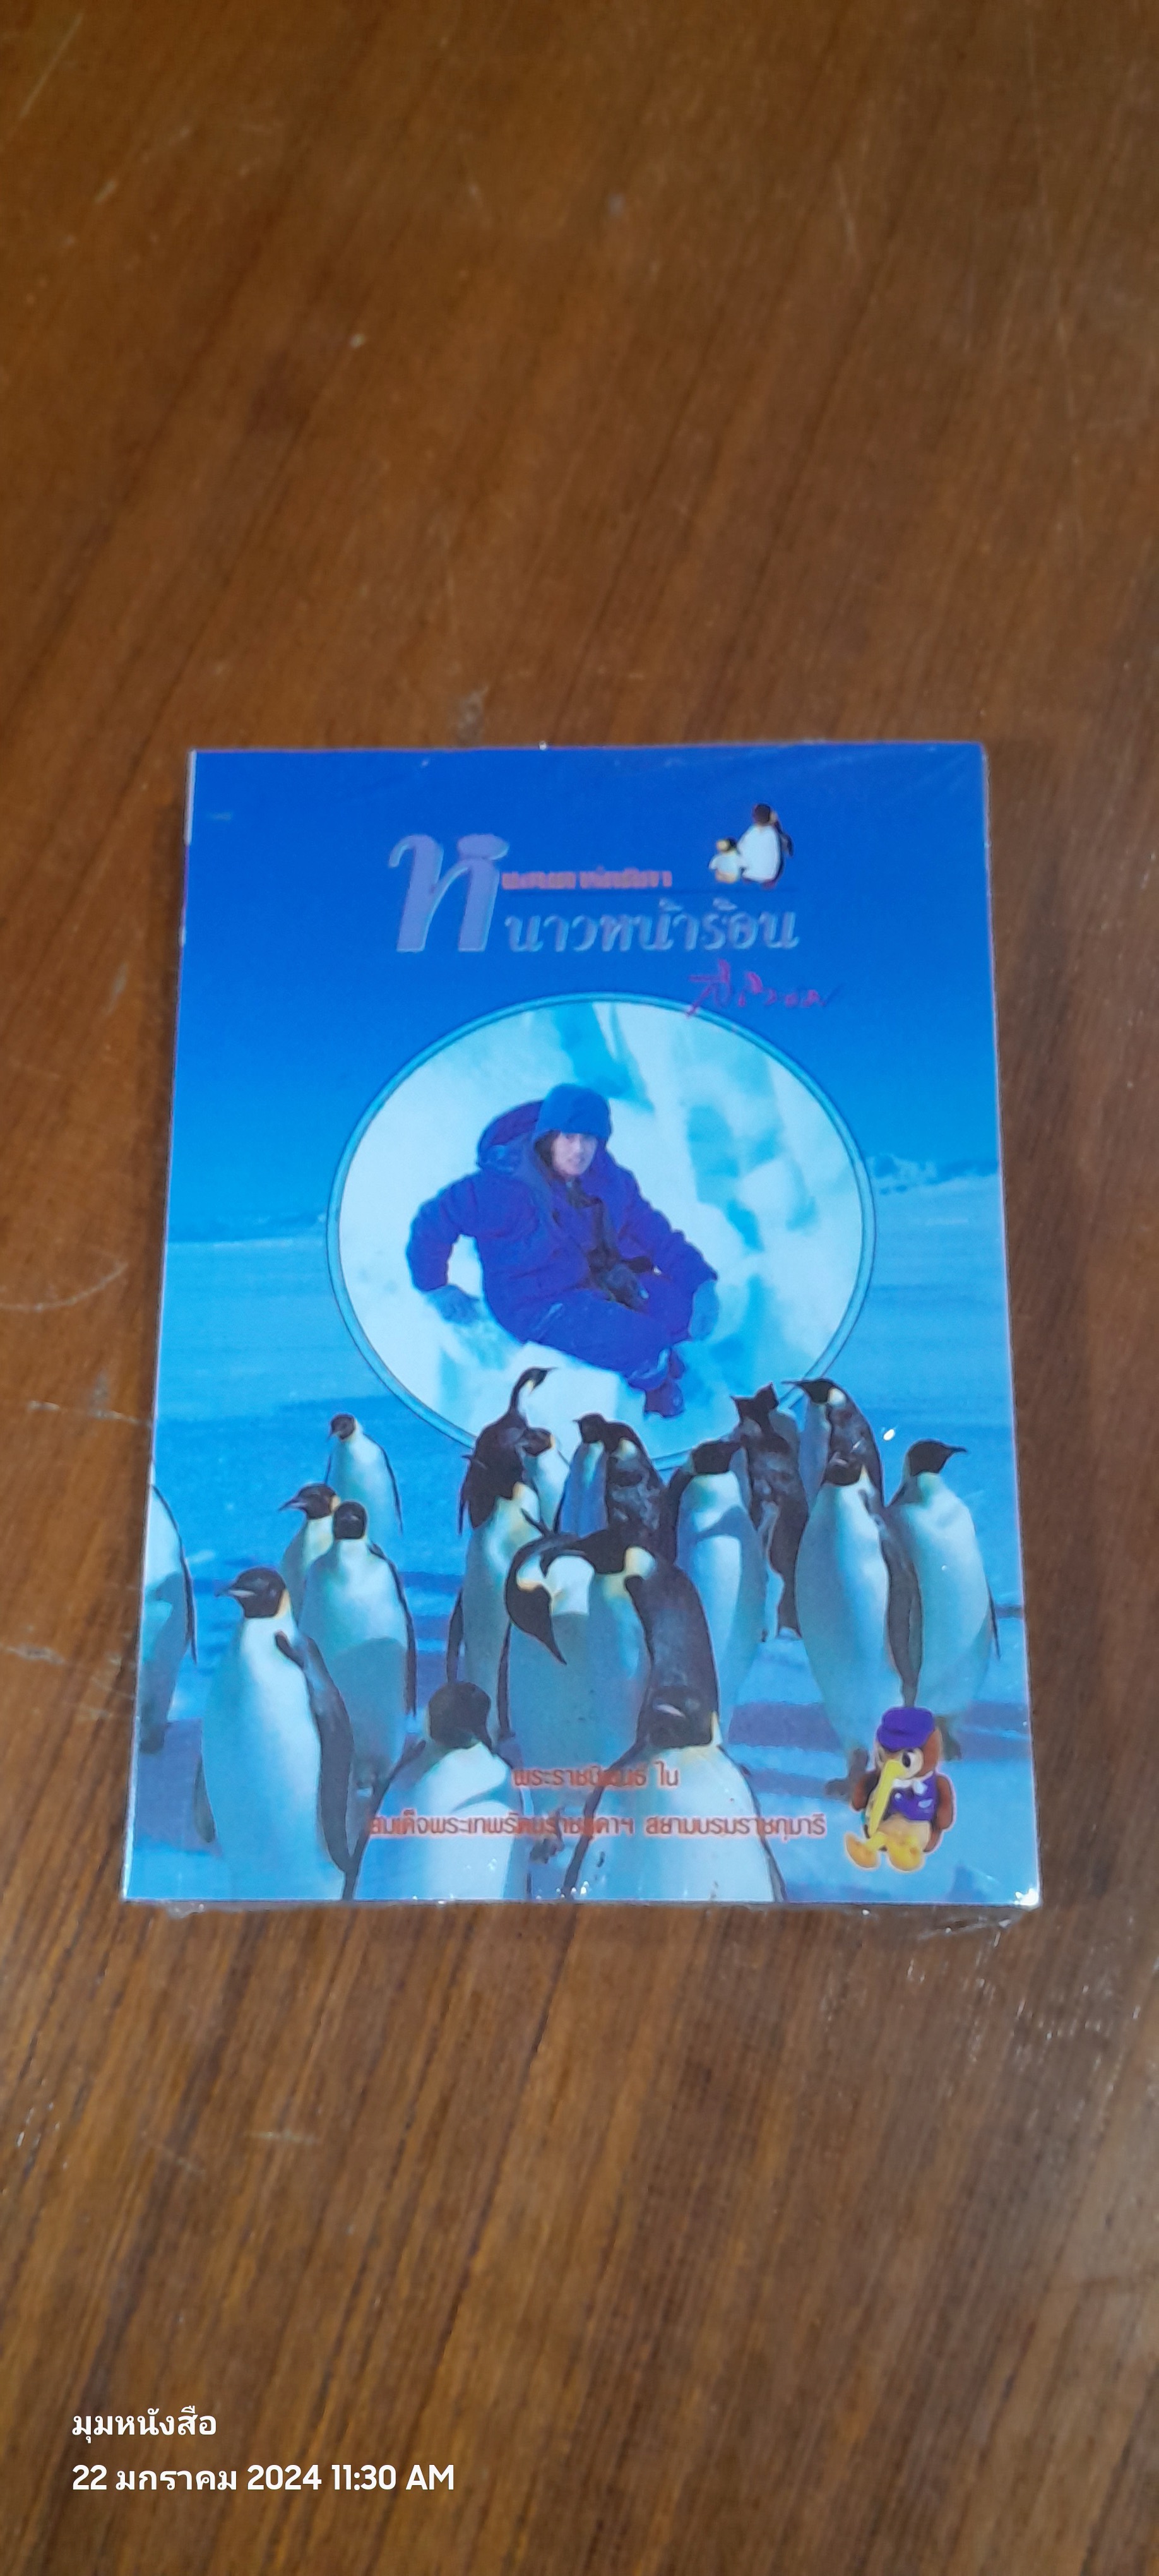 หนาวหน้าร้อน
พระราชนิพนธ์ ใน
สมเด็จพระเทพรัตนราชสุดาฯ สยามบรมราชกุมารี
มุมหนังสือ
22 มกราคม 2024 11:30 AM